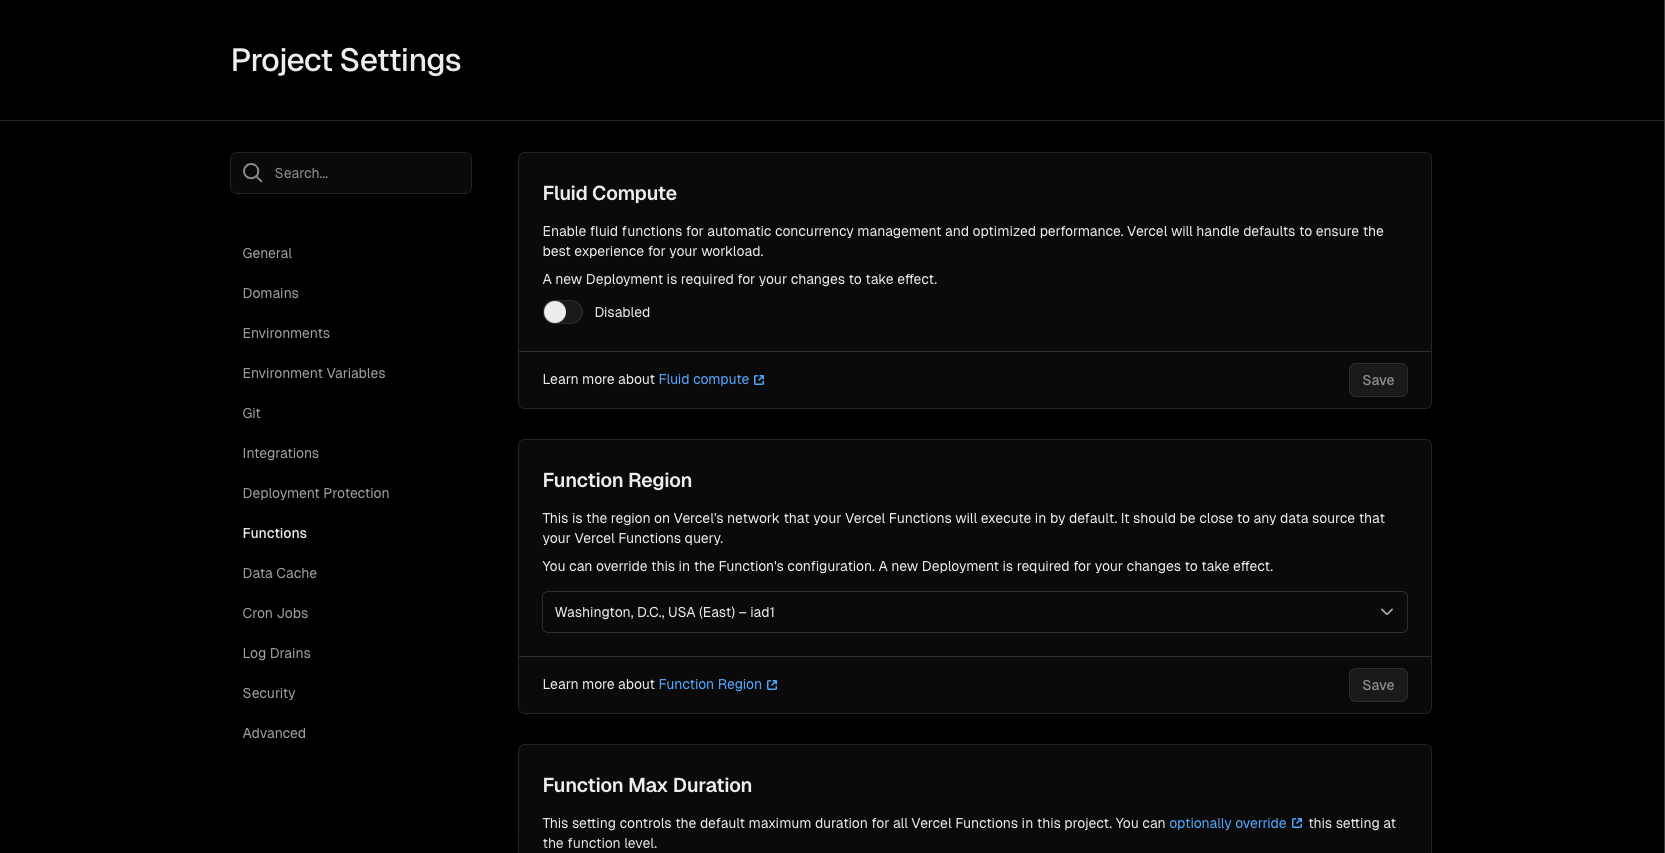 Project Settings
Search...
General
Domains
Environments
Environment Variables
Git
Integrations
Deployment Protection
Functions
Data Cache
Cron Jobs
Log Drains
Security
Advanced
Fluid Compute
Enable fluid functions for automatic concurrency management and optimized performance. Vercel will handle defaults to ensure the
best experience for your workload.
A new Deployment is required for your changes to take effect.
Disabled
Learn more about Fluid compute
Save
Function Region
This is the region on Vercel's network that your Vercel Functions will execute in by default. It should be close to any data source that
your Vercel Functions query.
You can override this in the Function's configuration. A new Deployment is required for your changes to take effect.
Washington, D.C., USA (East) – iad1
Learn more about Function Region
Save
Function Max Duration
This setting controls the default maximum duration for all Vercel Functions in this project. You can optionally override this setting at
the function level.